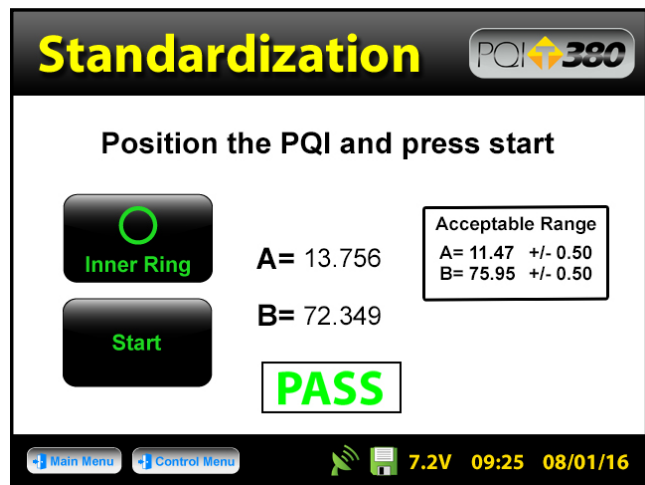 Standardization
PQI T 380
Position the PQI and press start
Inner Ring
Start
A= 13.756
B= 72.349
PASS
Acceptable Range
A= 11.47 +/- 0.50
B= 75.95 +/- 0.50
Main Menu
Control Menu
7.2V 09:25 08/01/16